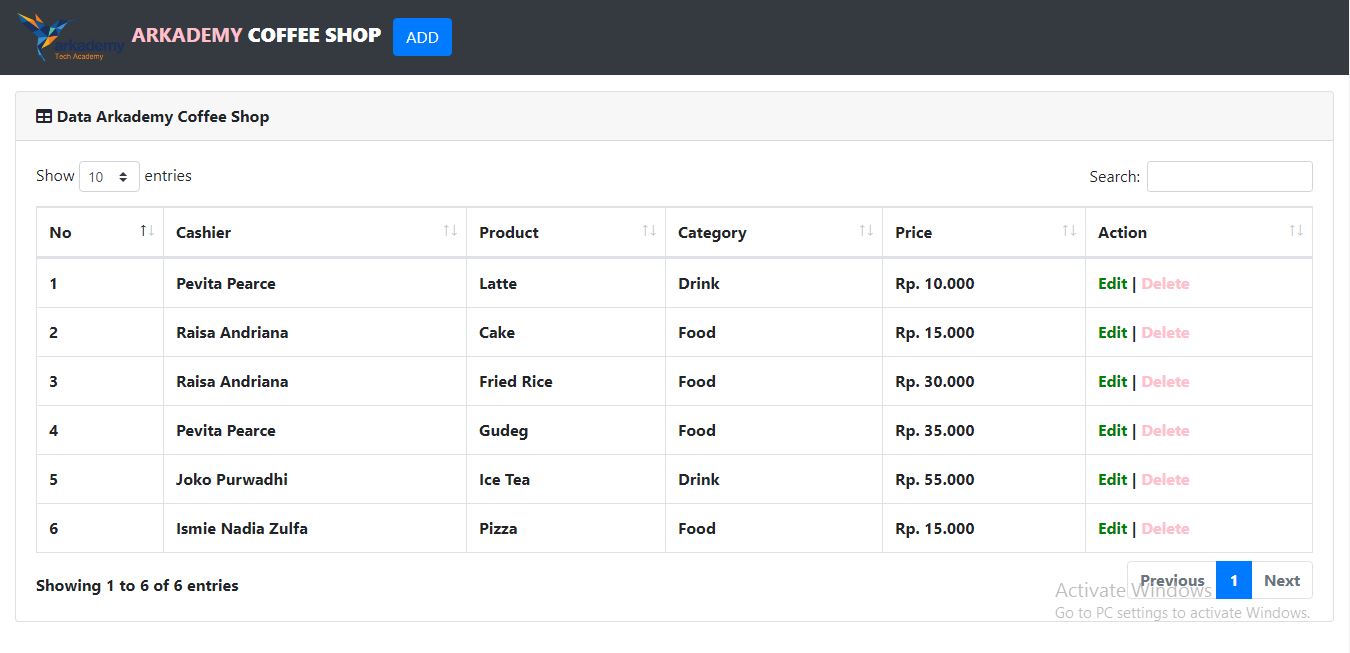 arkademy
Tech Academy
ARKADEMY COFFEE SHOP ADD
Data Arkademy Coffee Shop
Show 10 entries Search:
No Cashier Product Category Price Action
1 Pevita Pearce Latte Drink Rp. 10.000 Edit | Delete
2 Raisa Andriana Cake Food Rp. 15.000 Edit | Delete
3 Raisa Andriana Fried Rice Food Rp. 30.000 Edit | Delete
4 Pevita Pearce Gudeg Food Rp. 35.000 Edit | Delete
5 Joko Purwadhi Ice Tea Drink Rp. 55.000 Edit | Delete
6 Ismie Nadia Zulfa Pizza Food Rp. 15.000 Edit | Delete
Showing 1 to 6 of 6 entries Previous 1 Next
Activate Windows
Go to PC settings to activate Windows.